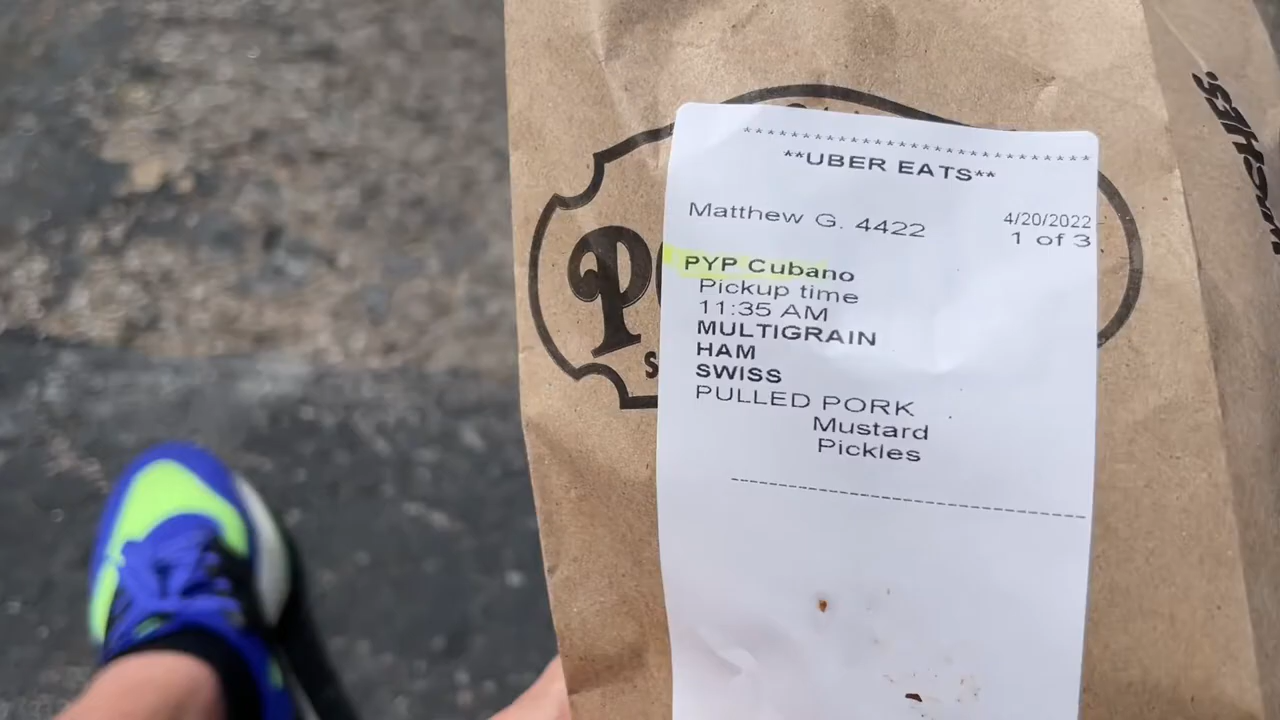 ***************************
**UBER EATS**
Matthew G. 4422
4/20/2022
1 of 3
PYP Cubano
Pickup time
11:35 AM
MULTIGRAIN
HAM
SWISS
PULLED PORK
Mustard
Pickles
--------------------------------------------
P
S